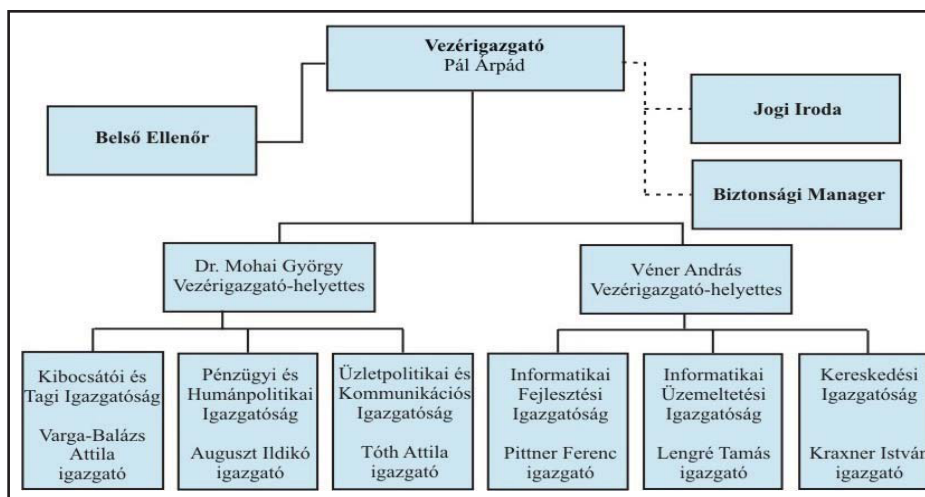 Vezérigazgató
Pál Árpád
Belső Ellenőr
Jogi Iroda
Biztonsági Manager
Dr. Mohai György
Vezérigazgató-helyettes
Véner András
Vezérigazgató-helyettes
Kibocsátói és
Tagi Igazgatóság
Varga-Balázs
Attila
igazgató
Pénzügyi és
Humánpolitikai
Igazgatóság
Auguszt Ildikó
igazgató
Üzletpolitikai és
Kommunikációs
Igazgatóság
Tóth Attila
igazgató
Informatikai
Fejlesztési
Igazgatóság
Pittner Ferenc
igazgató
Informatikai
Üzemeltetési
Igazgatóság
Lengré Tamás
igazgató
Kereskedési
Igazgatóság
Kraxner István
igazgató